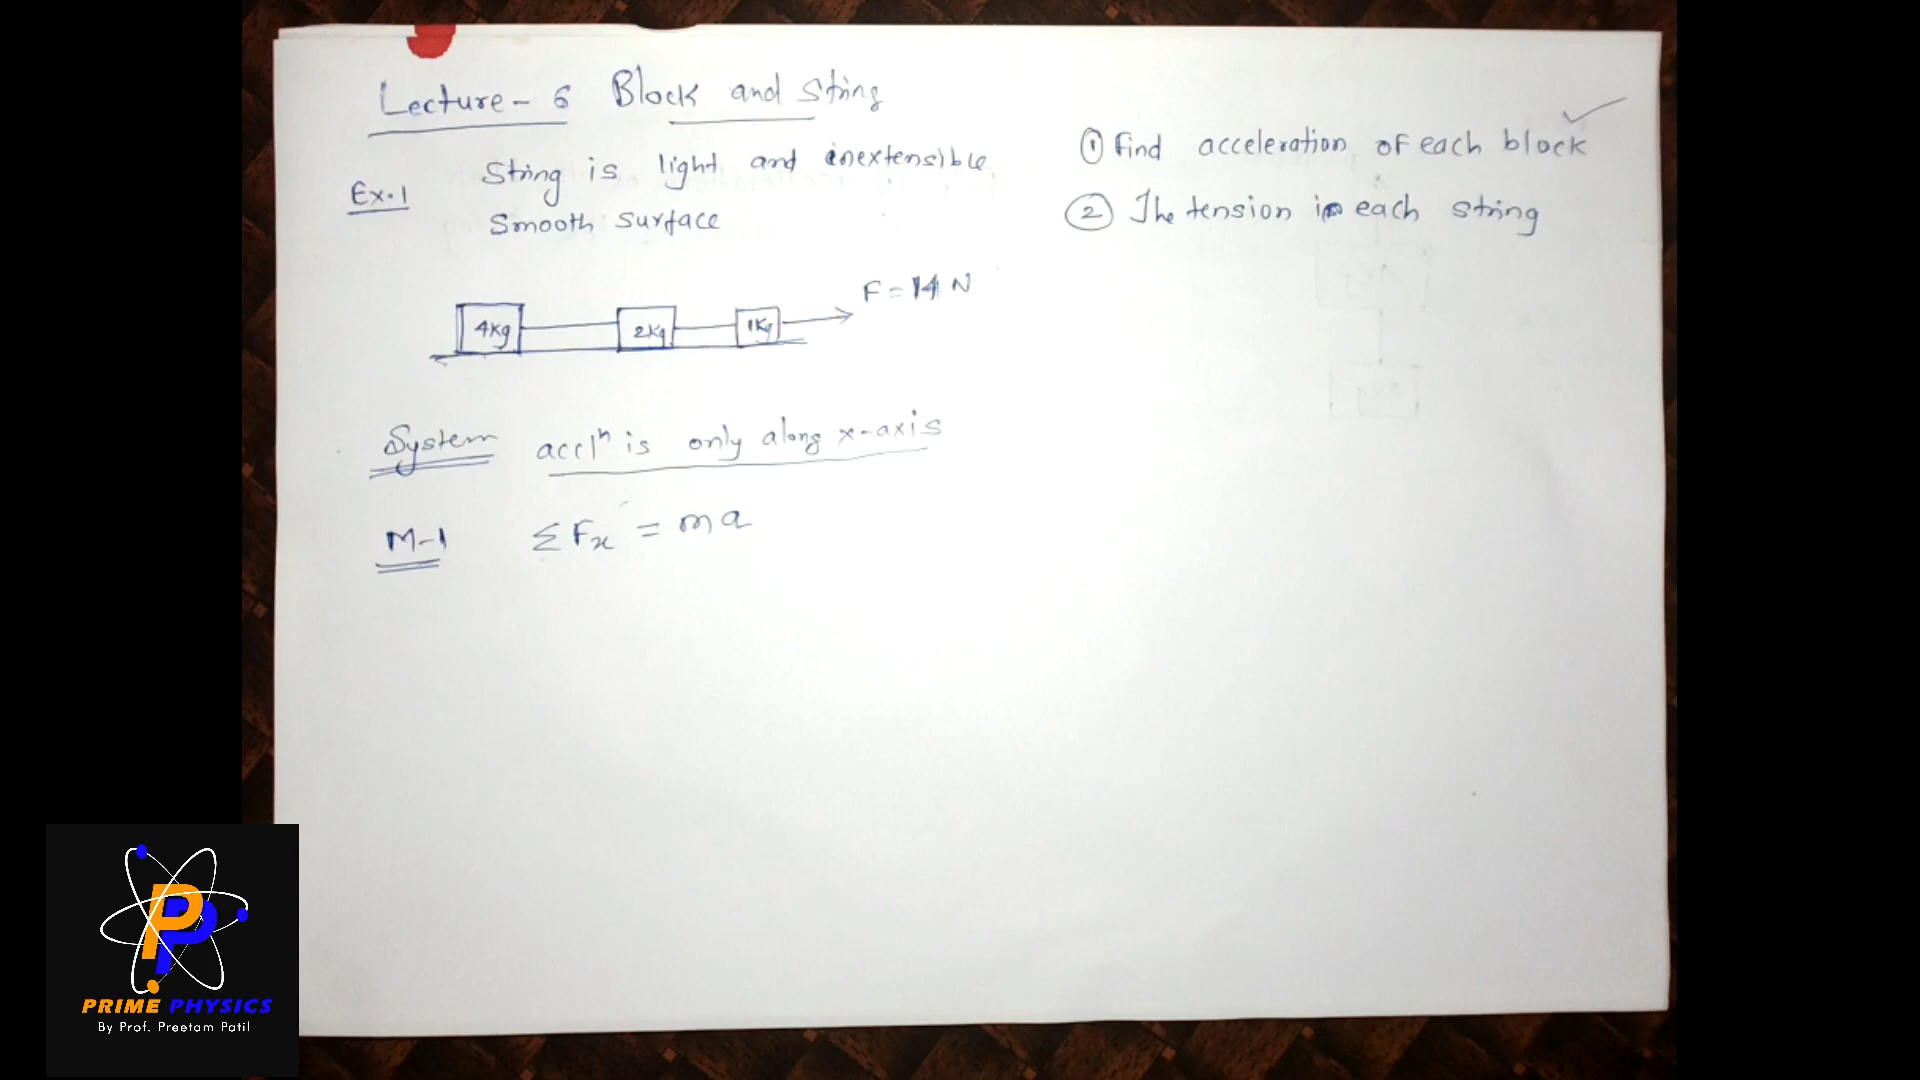 Lecture - 6 Block and string
Ex.1 String is light and inextensible
Smooth surface
4Kg 2Kg 1Kg F = 14 N
① Find acceleration of each block
② The tension in each string
System acclⁿ is only along x-axis
M-1 ΣFx = ma
PP
PRIME PHYSICS
By Prof. Preetam Patil